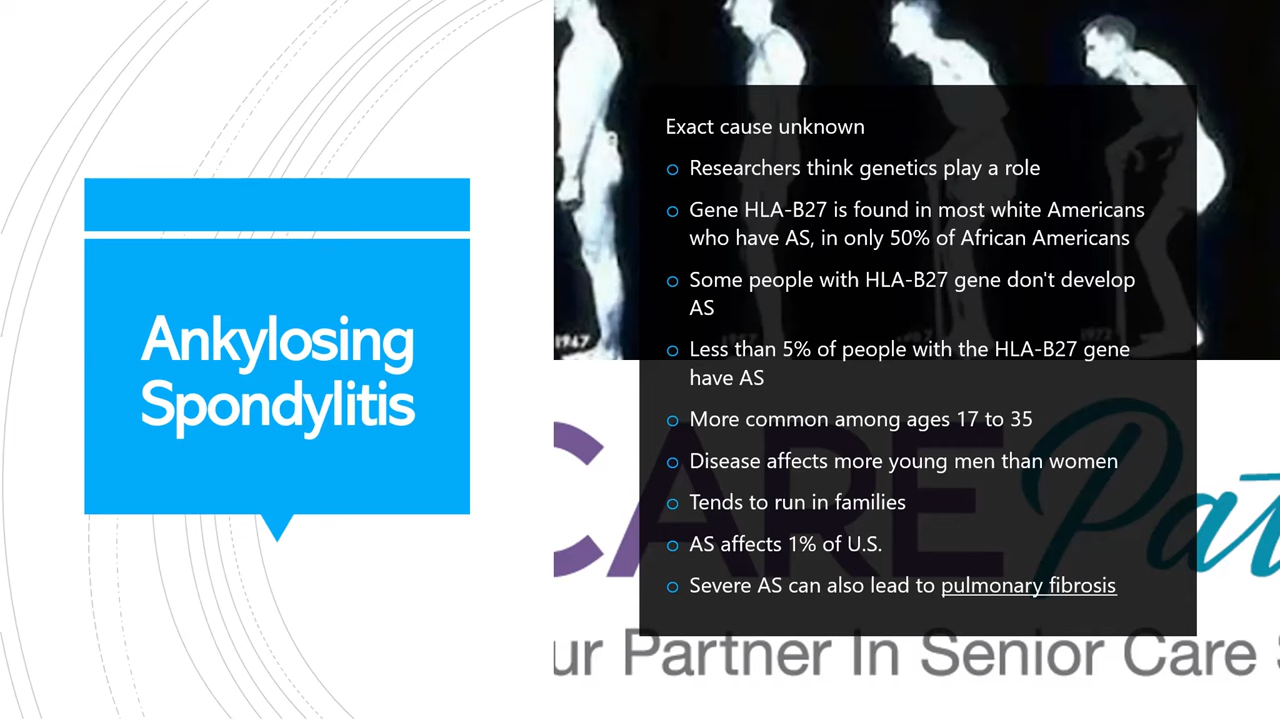 Ankylosing
Spondylitis
Exact cause unknown
Researchers think genetics play a role
Gene HLA-B27 is found in most white Americans
who have AS, in only 50% of African Americans
Some people with HLA-B27 gene don't develop
AS
Less than 5% of people with the HLA-B27 gene
have AS
More common among ages 17 to 35
Disease affects more young men than women
Tends to run in families
AS affects 1% of U.S.
Severe AS can also lead to pulmonary fibrosis
1947
1972
CARE Pat
ur Partner In Senior Care S